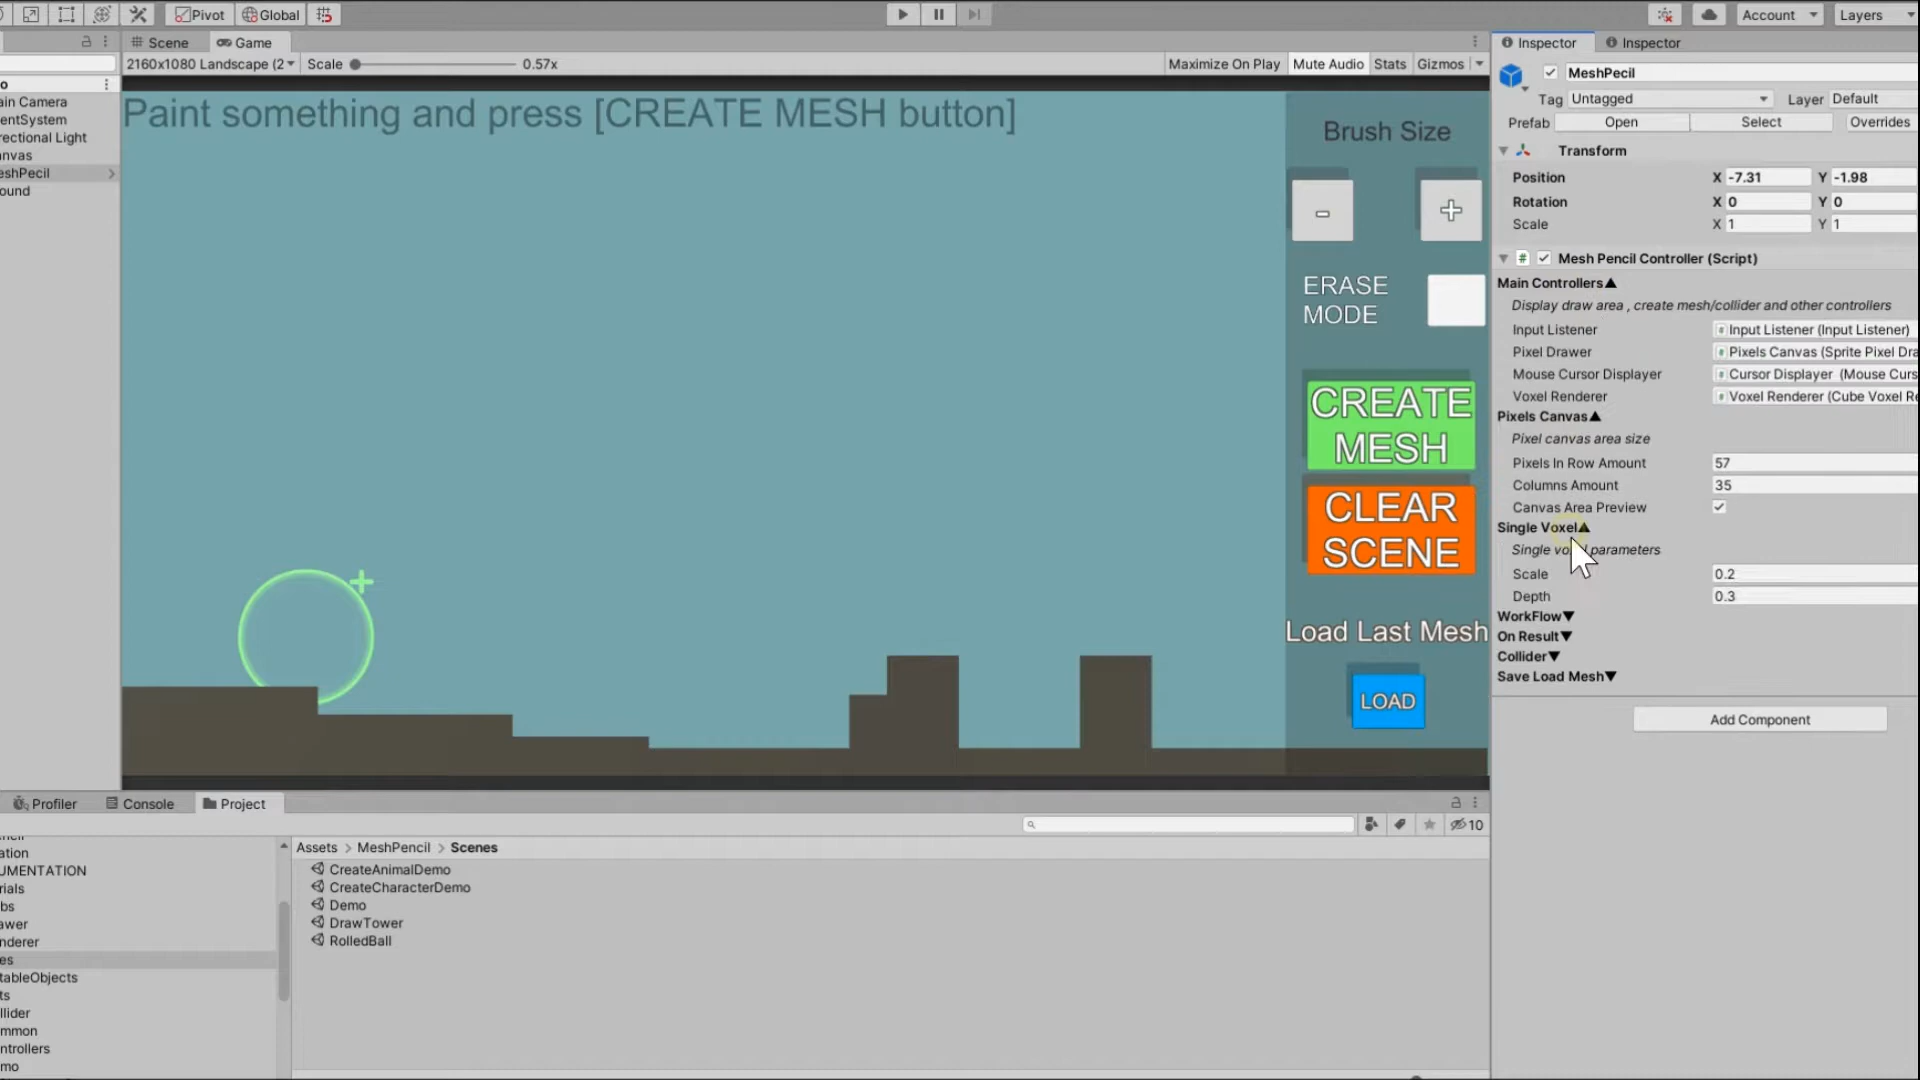 Pivot Global Account Layers
Scene Game
2160x1080 Landscape (2 Scale 0.57x Maximize On Play Mute Audio Stats Gizmos
o
ain Camera
entSystem
rectional Light
anvas
eshPecil
ound
Paint something and press [CREATE MESH button]
Brush Size
- +
ERASE
MODE
CREATE
MESH
CLEAR
SCENE
Load Last Mesh
LOAD
Inspector Inspector
MeshPecil
Tag Untagged Layer Default
Prefab Open Select Overrides
Transform
Position X -7.31 Y -1.98
Rotation X 0 Y 0
Scale X 1 Y 1
# Mesh Pencil Controller (Script)
Main Controllers▲
Display draw area , create mesh/collider and other controllers
Input Listener Input Listener (Input Listener)
Pixel Drawer Pixels Canvas (Sprite Pixel Dra
Mouse Cursor Displayer Cursor Displayer (Mouse Curs
Voxel Renderer Voxel Renderer (Cube Voxel Re
Pixels Canvas▲
Pixel canvas area size
Pixels In Row Amount 57
Columns Amount 35
Canvas Area Preview
Single Voxel▲
Single voxel parameters
Scale 0.2
Depth 0.3
WorkFlow▼
On Result▼
Collider▼
Save Load Mesh▼
Add Component
Profiler Console Project
10
ation
UMENTATION
rials
bs
awer
nderer
es
tableObjects
ts
llider
mmon
ntrollers
mo
Assets > MeshPencil > Scenes
CreateAnimalDemo
CreateCharacterDemo
Demo
DrawTower
RolledBall